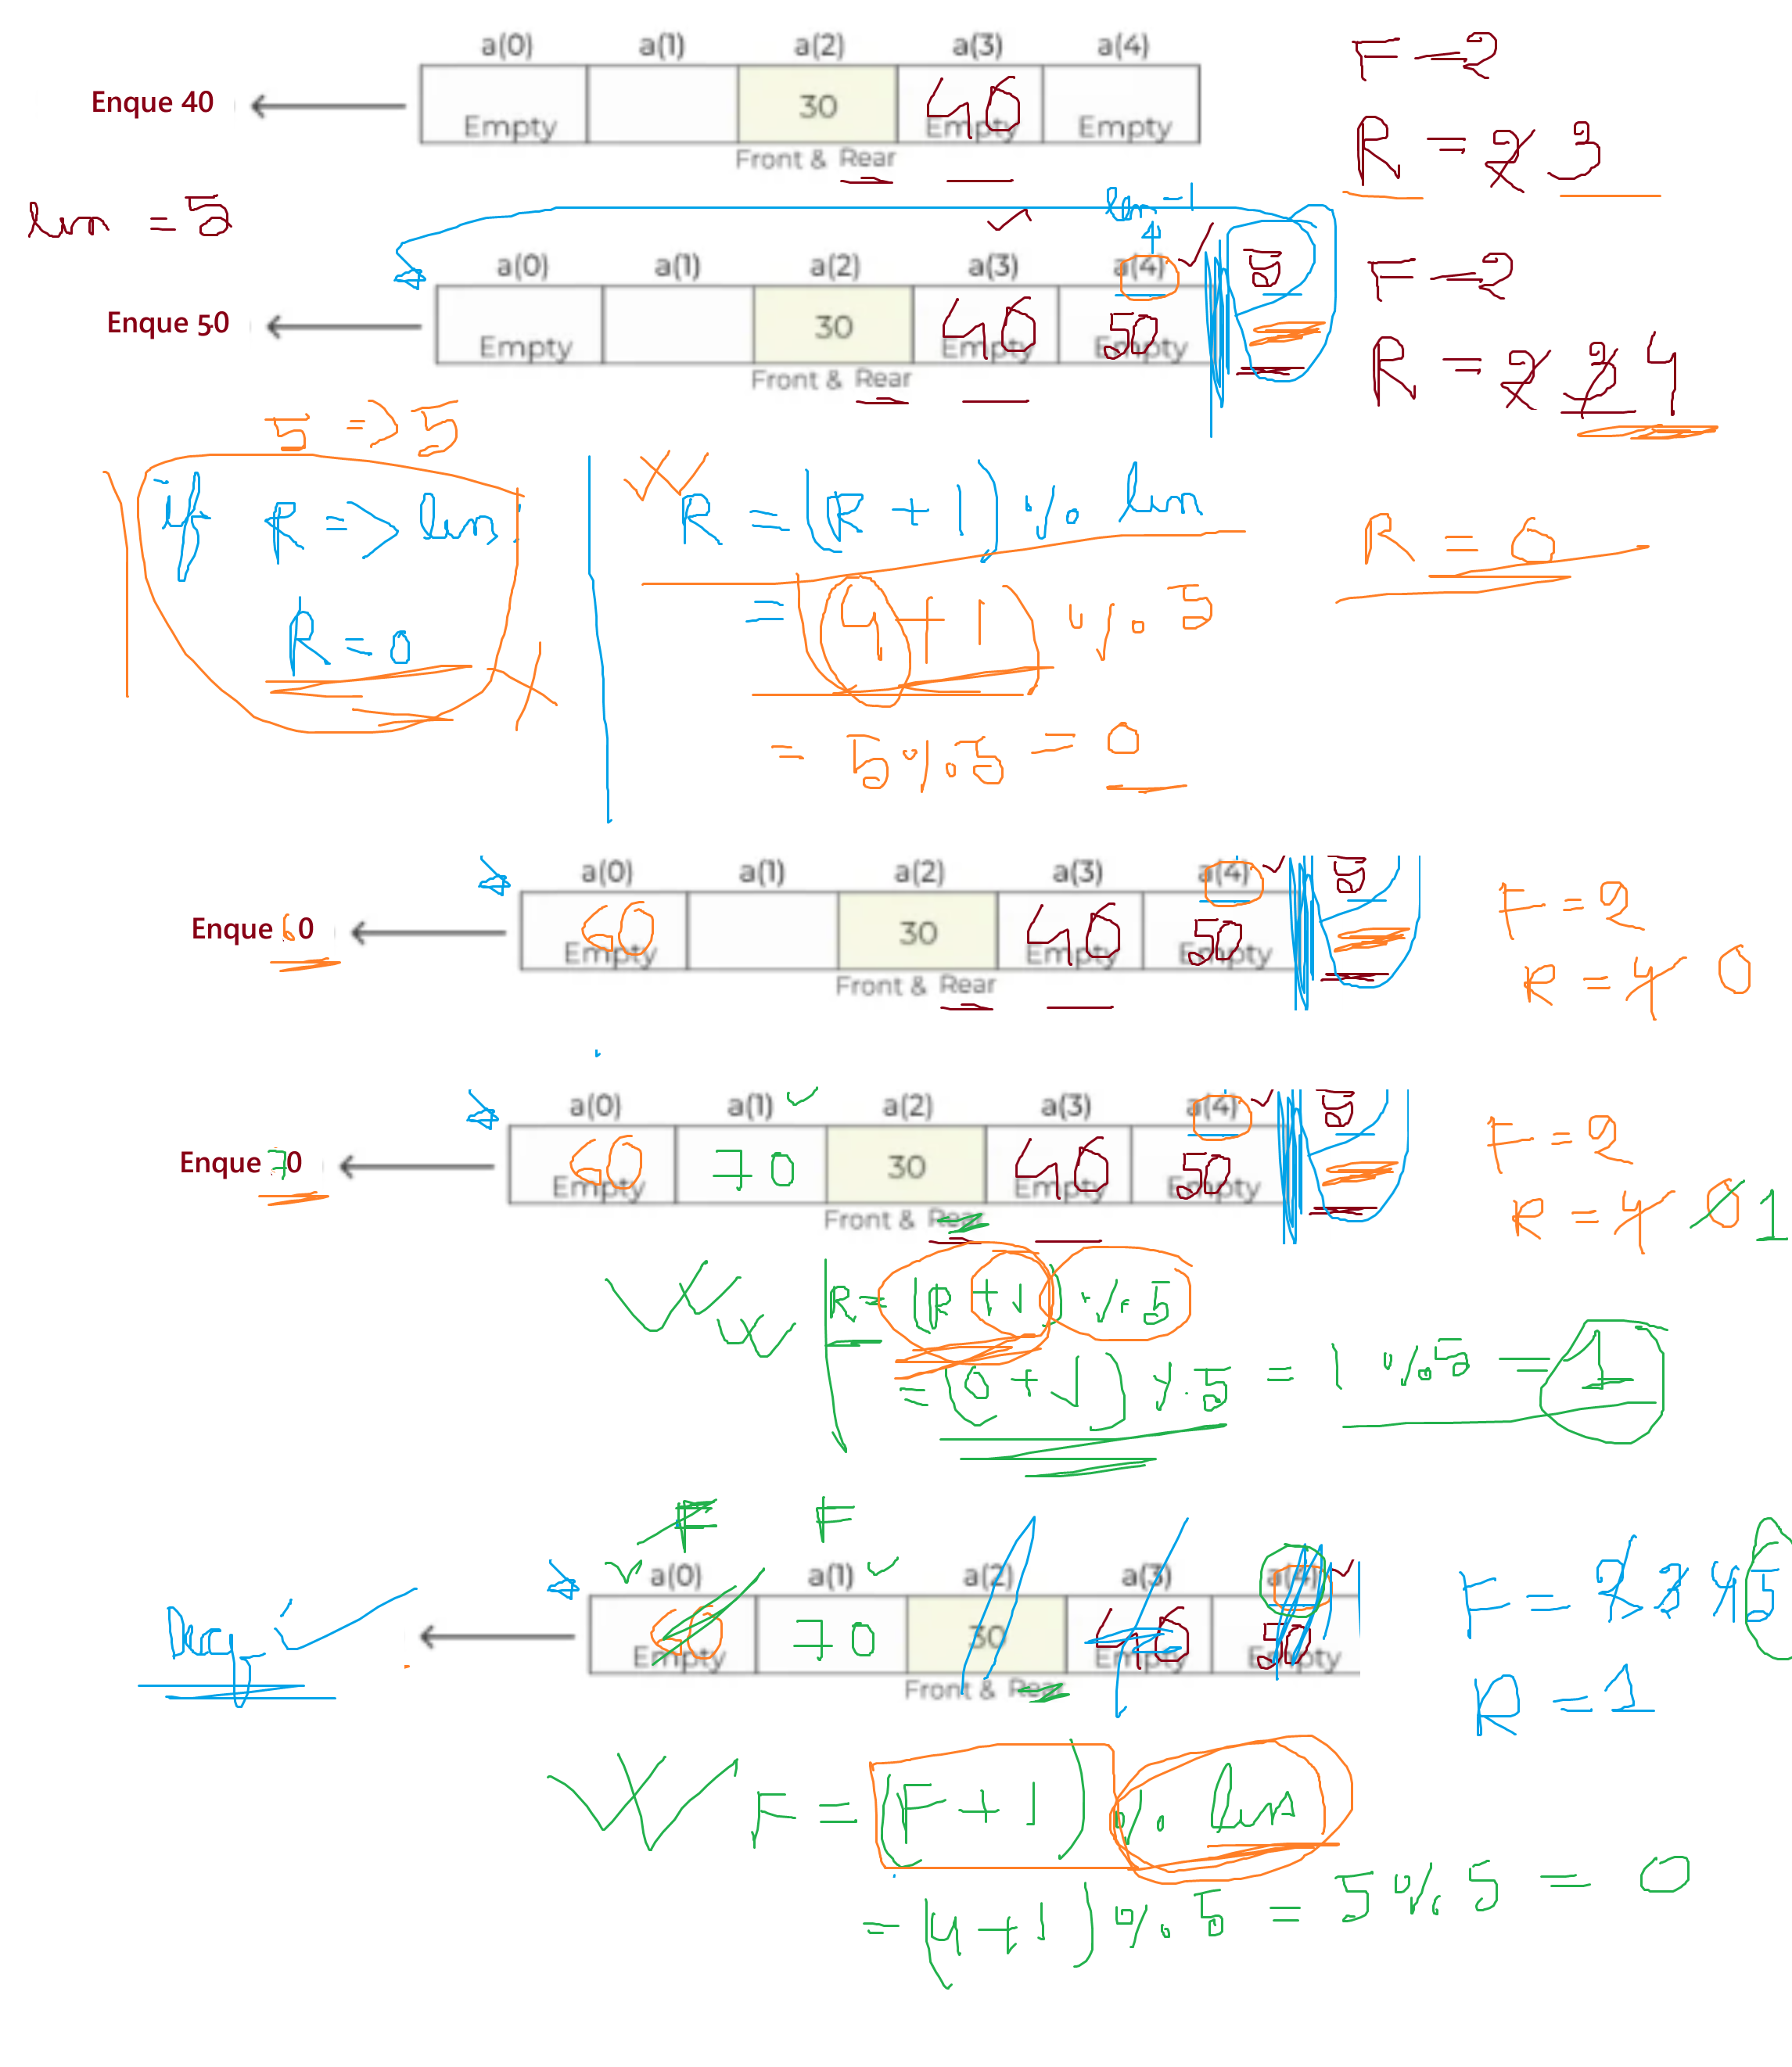 a(0) a(1) a(2) a(3) a(4)
F - 2
Enque 40
30 40
Empty Empty Empty
Front & Rear
R = 2 3
len = 5
len -1
a(0) a(1) a(2) a(3) a(4) 5
F - 2
Enque 50
30 40 50
Empty Empty Empty
Front & Rear
R = 2 3 4
5 => 5
if R => len
R = 0
R = (R + 1) % len
R = 0
= (4 + 1) % 5
= 5 % 5 = 0
a(0) a(1) a(2) a(3) a(4) 5
F = 2
Enque 60
60 30 40 50
Empty Empty Empty
Front & Rear
R = 4 0
a(0) a(1) a(2) a(3) a(4) 5
F = 2
Enque 70
60 70 30 40 50
Empty Empty Empty
Front & Rear
R = 4 0 1
R = (R + 1) % 5
= (0 + 1) % 5 = 1 % 5 = 1
F F
a(0) a(1) a(2) a(3) a(4)
F = 2 3 4 5
60 70 30 40 50
Empty Empty Empty
Front & Rear
R = 1
F = (F + 1) % len
= (4 + 1) % 5 = 5 % 5 = 0